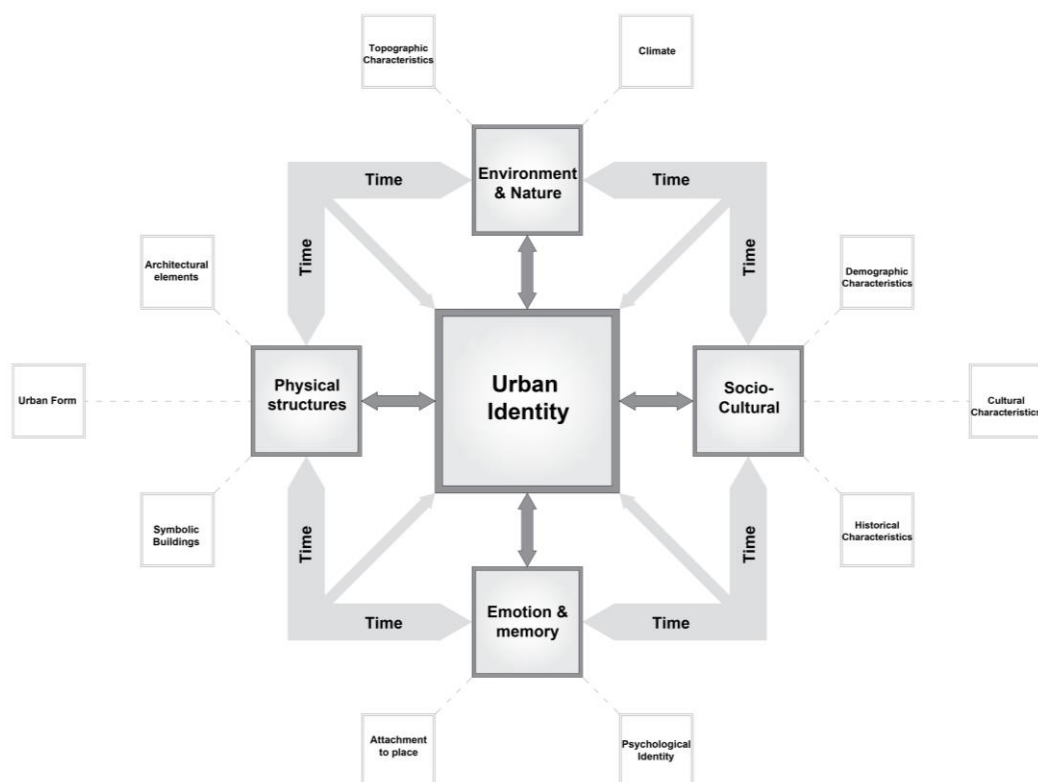 Topographic
Characteristics
Climate
Environment
& Nature
Time
Time
Time
Time
Architectural
elements
Demographic
Characteristics
Urban
Identity
Physical
structures
Socio-
Cultural
Urban Form
Cultural
Characteristics
Symbolic
Buildings
Historical
Characteristics
Time
Time
Time
Time
Emotion &
memory
Attachment
to place
Psychological
Identity